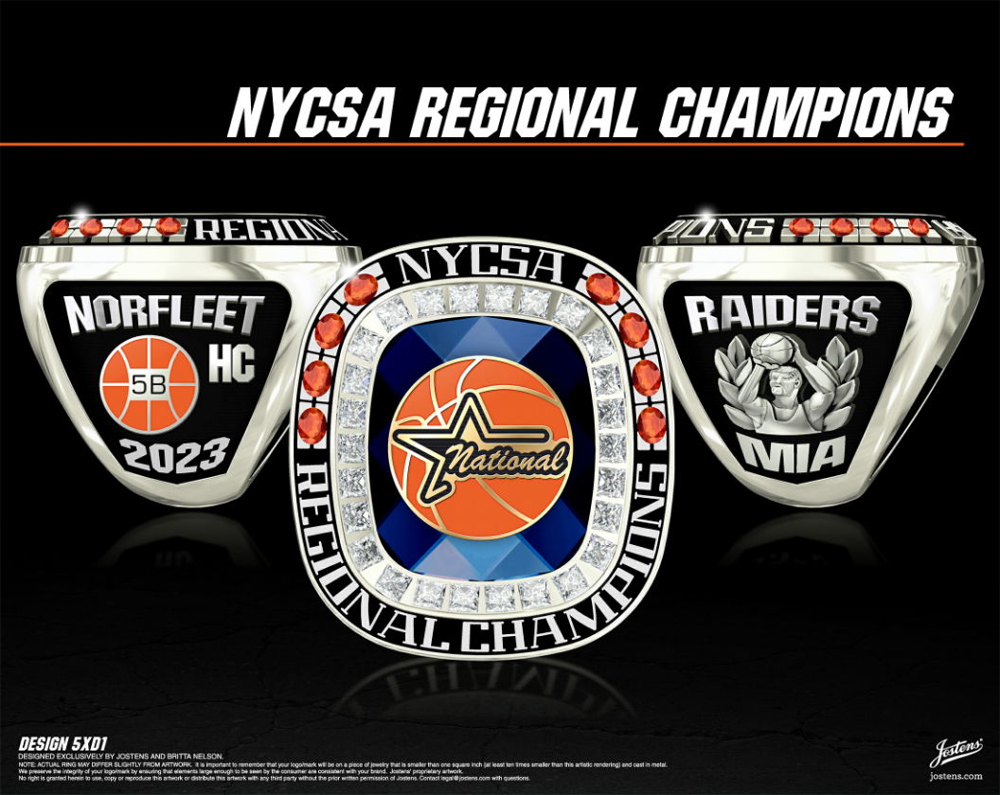 NYCSA REGIONAL CHAMPIONS
REGIONA
NORFLEET
5B
HC
2023
NYCSA
National
REGIONAL CHAMPIONS
PIONS
RAIDERS
MIA
DESIGN 5XD1
DESIGNED EXCLUSIVELY BY JOSTENS AND BRITTA NELSON.
NOTE: ACTUAL RING MAY DIFFER SLIGHTLY FROM ARTWORK. It is important to remember that your logo/mark will be on a piece of jewelry that is smaller than one square inch (at least ten times smaller than this artistic rendering) and cast in metal.
We preserve the integrity of your logo/mark by ensuring that elements large enough to be seen by the consumer are consistent with your brand. Jostens' proprietary artwork.
No right is granted herein to use, copy or reproduce this artwork or distribute this artwork with any third party without the prior written permission of Jostens. Contact legal@jostens.com with questions.
Jostens
jostens.com